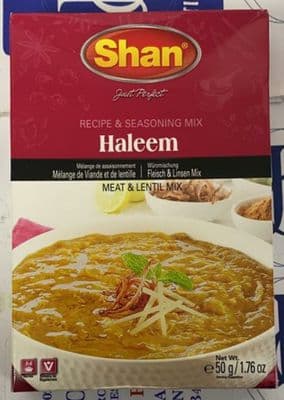 Shan
Just Perfect
RECIPE & SEASONING MIX
Haleem
Mélange de assaisonnement
Mélange de Viande et de lentille
Würzmischung
Fleisch & Linsen Mix
MEAT & LENTIL MIX
Net Wt.
e 50 g / 1.76 oz